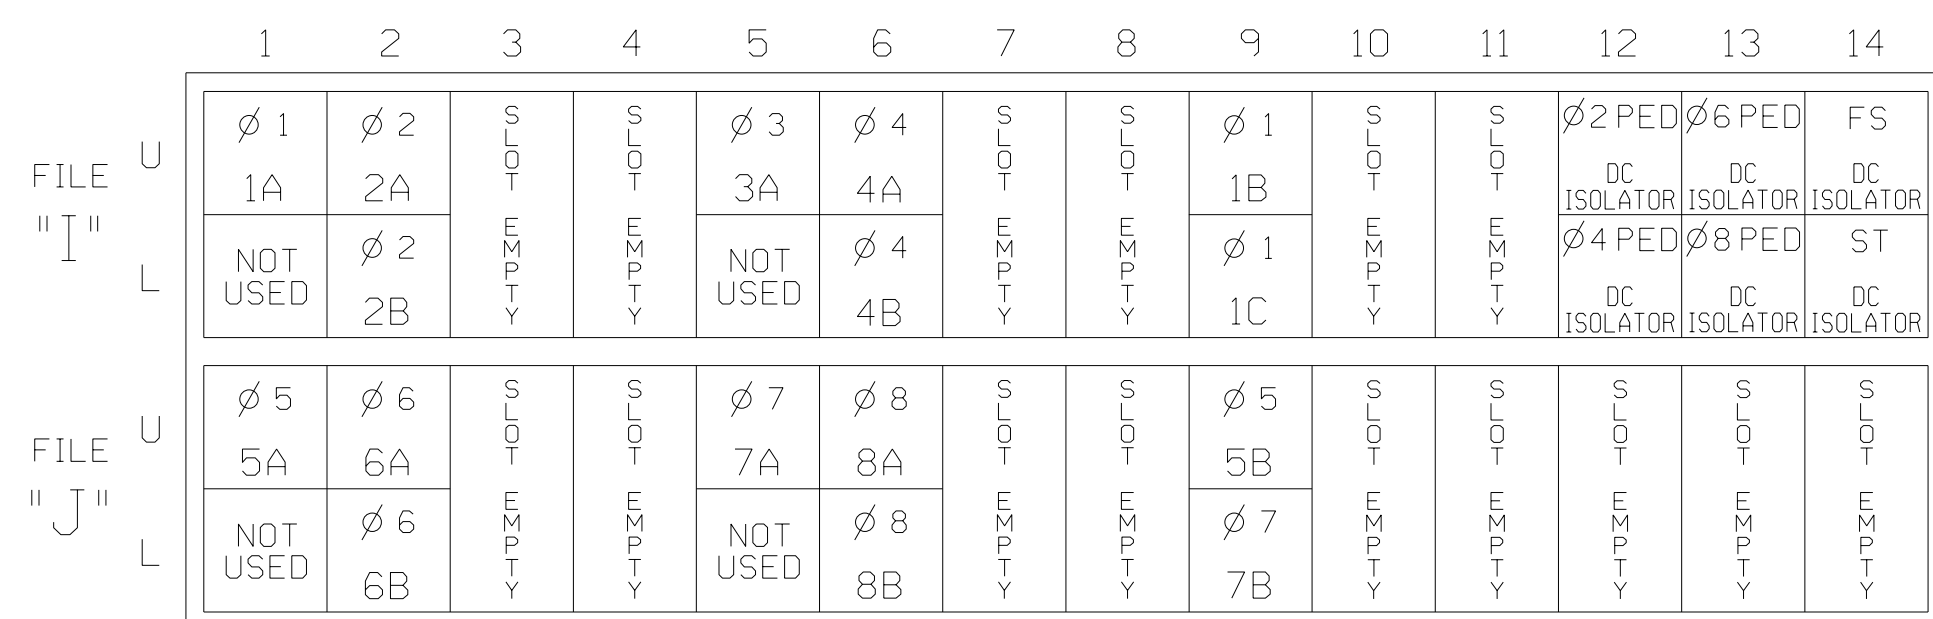 1 2 3 4 5 6 7 8 9 10 11 12 13 14
FILE "I"
U
Ø 1 Ø 2 SLOT EMPTY SLOT EMPTY Ø 3 Ø 4 SLOT EMPTY SLOT EMPTY Ø 1 SLOT EMPTY SLOT EMPTY Ø2 PED Ø6 PED FS
1A 2A 3A 4A 1B DC DC DC
ISOLATOR ISOLATOR ISOLATOR
L
NOT Ø 2 NOT Ø 4 Ø 1 Ø4 PED Ø8 PED ST
USED 2B USED 4B 1C DC DC DC
ISOLATOR ISOLATOR ISOLATOR
FILE "J"
U
Ø 5 Ø 6 SLOT EMPTY SLOT EMPTY Ø 7 Ø 8 SLOT EMPTY SLOT EMPTY Ø 5 SLOT EMPTY SLOT EMPTY SLOT EMPTY SLOT EMPTY SLOT EMPTY
5A 6A 7A 8A 5B
L
NOT Ø 6 NOT Ø 8 Ø 7
USED 6B USED 8B 7B